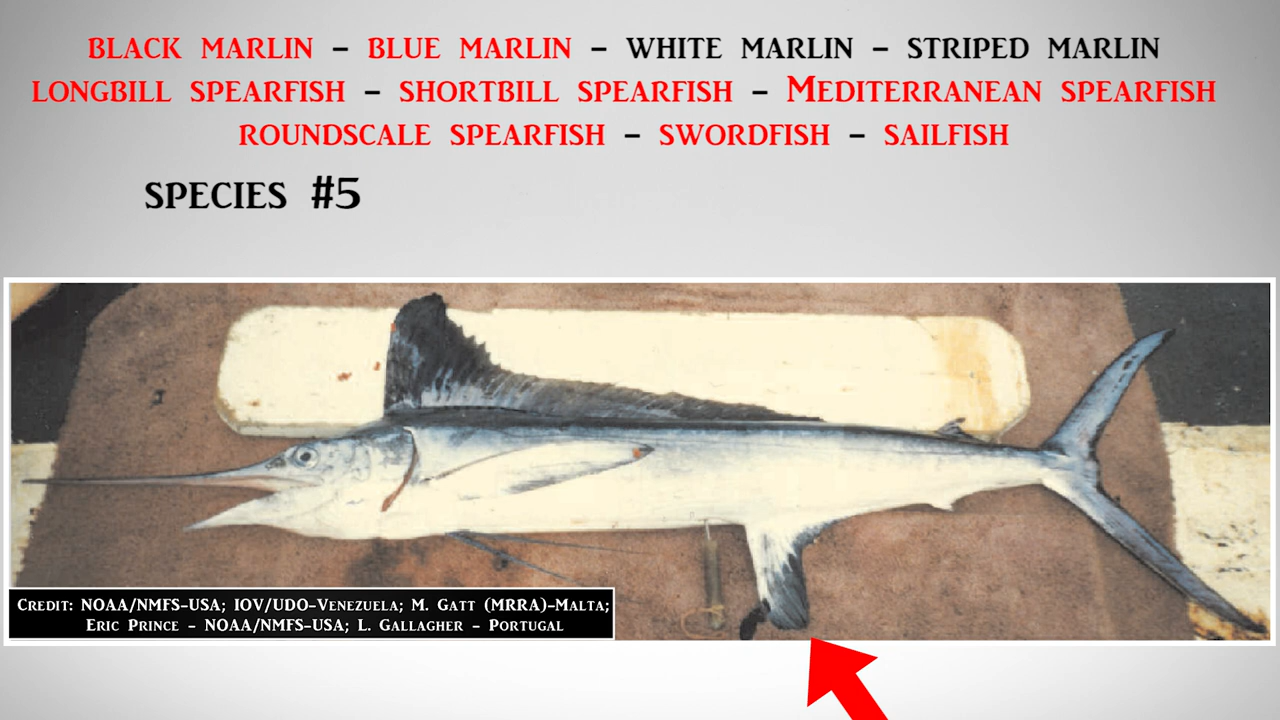 BLACK MARLIN – BLUE MARLIN – WHITE MARLIN – STRIPED MARLIN
LONGBILL SPEARFISH – SHORTBILL SPEARFISH – MEDITERRANEAN SPEARFISH
ROUNDSCALE SPEARFISH – SWORDFISH – SAILFISH
SPECIES #5
CREDIT: NOAA/NMFS-USA; IOV/UDO-VENEZUELA; M. GATT (MRRA)-MALTA;
ERIC PRINCE – NOAA/NMFS-USA; L. GALLAGHER – PORTUGAL